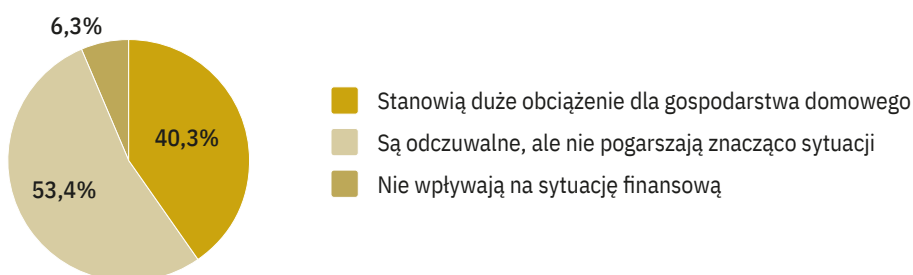 6,3%
40,3%
53,4%
Stanowią duże obciążenie dla gospodarstwa domowego
Są odczuwalne, ale nie pogarszają znacząco sytuacji
Nie wpływają na sytuację finansową